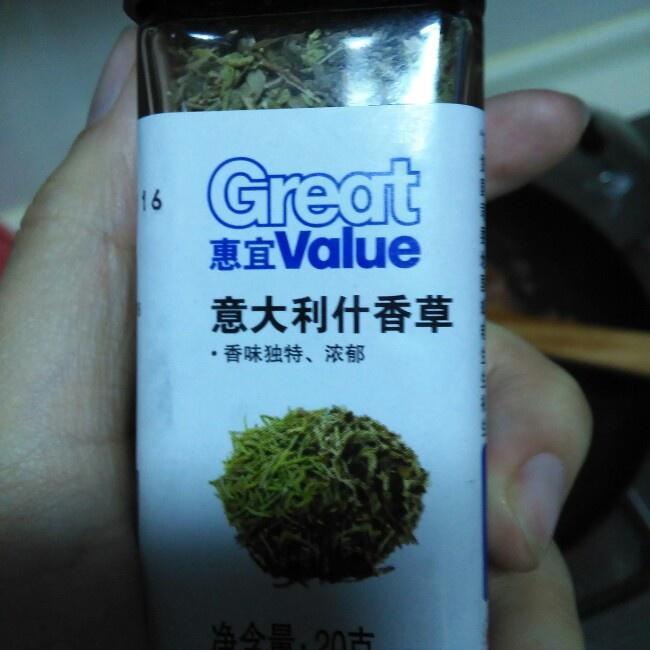 16
Great
惠宜Value
意大利什香草
·香味独特、浓郁
净含量:20克